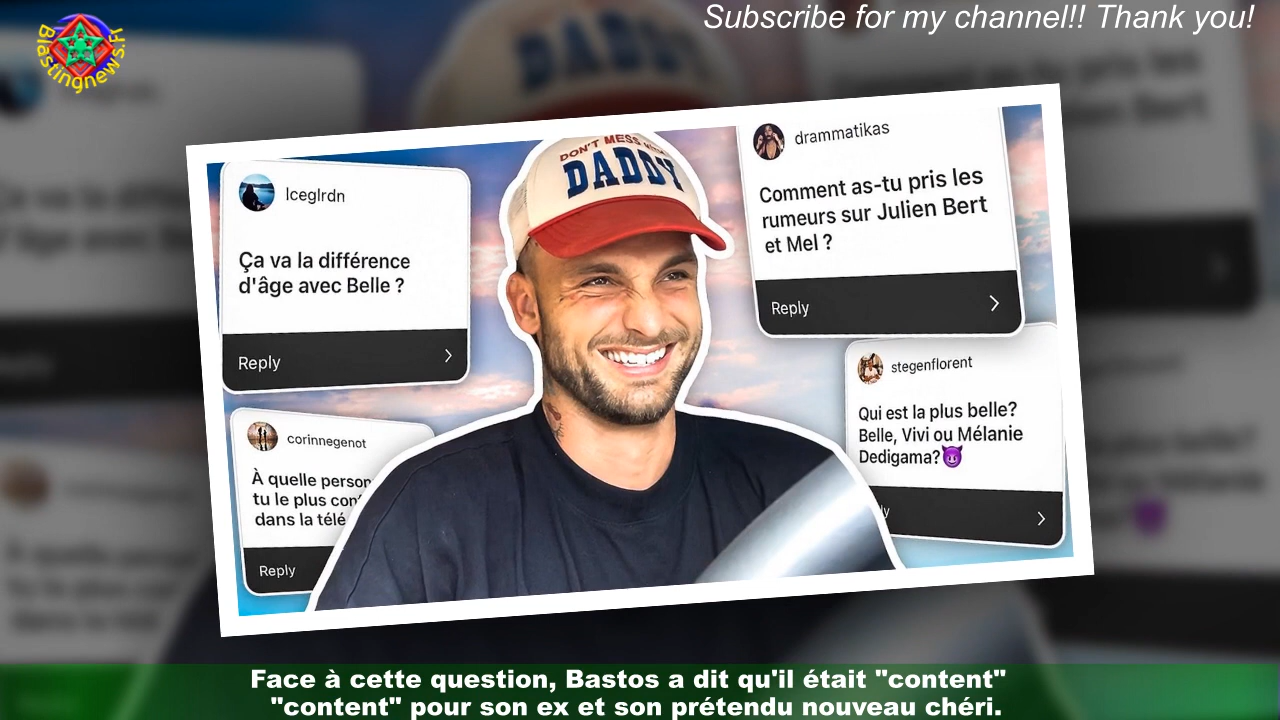 Subscribe for my channel!! Thank you!
Blastingnews.Fr
DON'T MESS WITH
DADDY
lceglrdn
Ça va la différence
d'âge avec Belle ?
Reply
drammatikas
Comment as-tu pris les
rumeurs sur Julien Bert
et Mel ?
Reply
corinnegenot
À quelle person
tu le plus con
dans la télé
Reply
stegenflorent
Qui est la plus belle?
Belle, Vivi ou Mélanie
Dedigama?😈
Face à cette question, Bastos a dit qu'il était "content"
"content" pour son ex et son prétendu nouveau chéri.